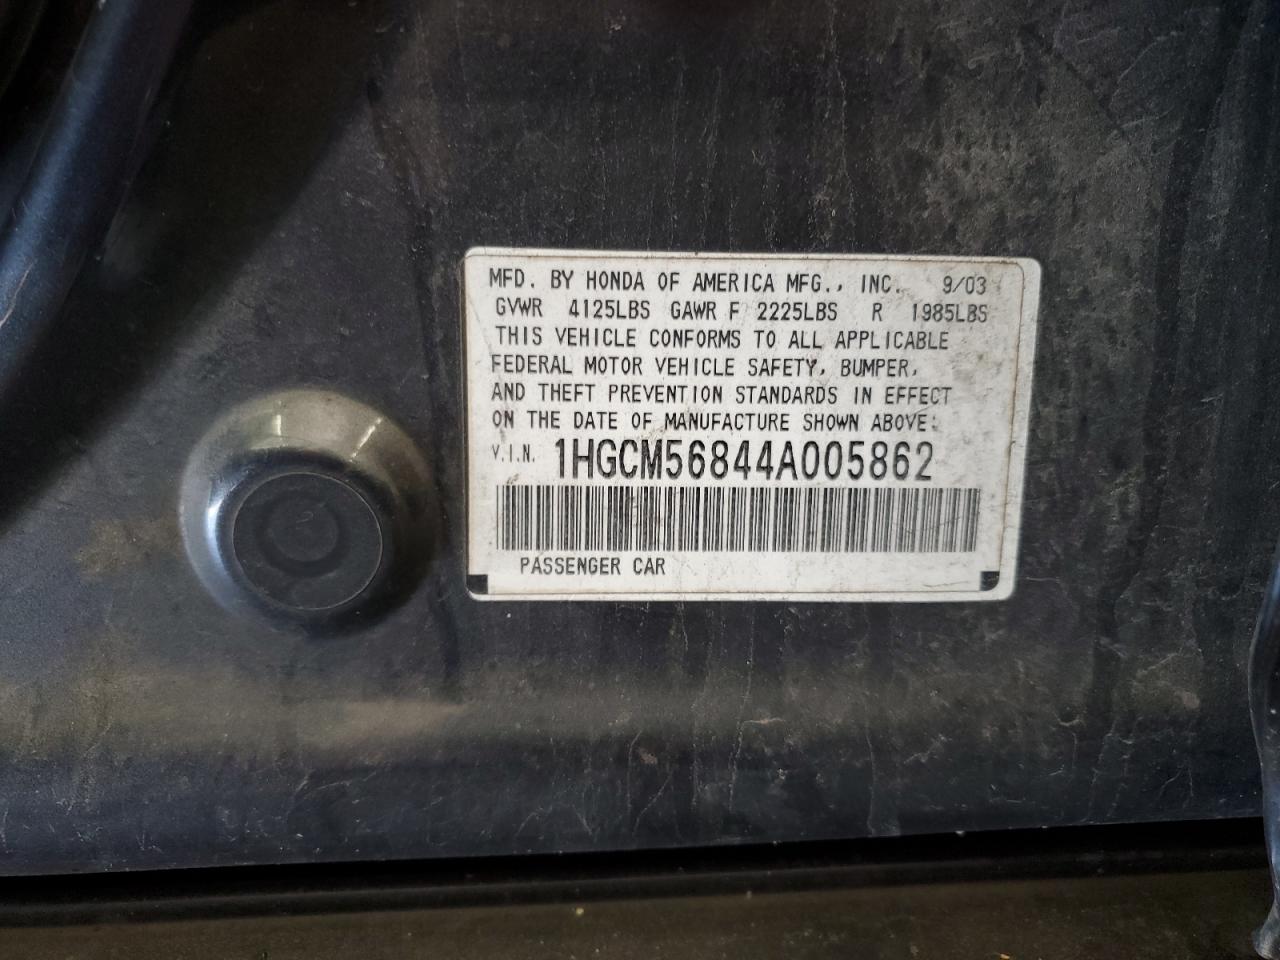 MFD. BY HONDA OF AMERICA MFG., INC. 9/03
GVWR 4125LBS GAWR F 2225LBS R 1985LBS
THIS VEHICLE CONFORMS TO ALL APPLICABLE
FEDERAL MOTOR VEHICLE SAFETY, BUMPER,
AND THEFT PREVENTION STANDARDS IN EFFECT
ON THE DATE OF MANUFACTURE SHOWN ABOVE:
V.I.N. 1HGCM56844A005862
PASSENGER CAR